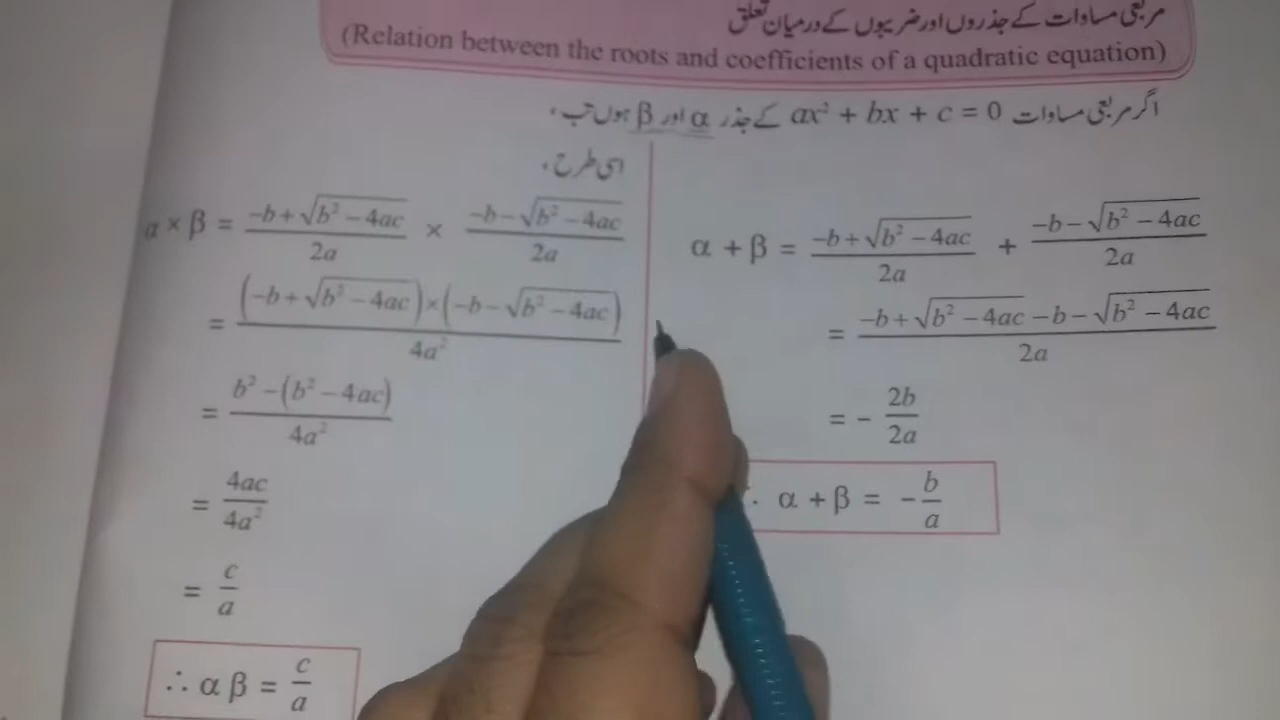 مربعی مساوات کے جذروں اور ضریبوں کے درمیان تعلق
(Relation between the roots and coefficients of a quadratic equation)
اگر مربعی مساوات ax² + bx + c = 0 کے جذر α اور β ہوں تب،
α + β = (-b + √(b² - 4ac))/2a + (-b - √(b² - 4ac))/2a
= (-b + √(b² - 4ac) - b - √(b² - 4ac))/2a
= - 2b/2a
∴ α + β = - b/a
اسی طرح،
α × β = (-b + √(b² - 4ac))/2a × (-b - √(b² - 4ac))/2a
= ((-b + √(b² - 4ac)) × (-b - √(b² - 4ac)))/4a²
= (b² - (b² - 4ac))/4a²
= 4ac/4a²
= c/a
∴ α β = c/a